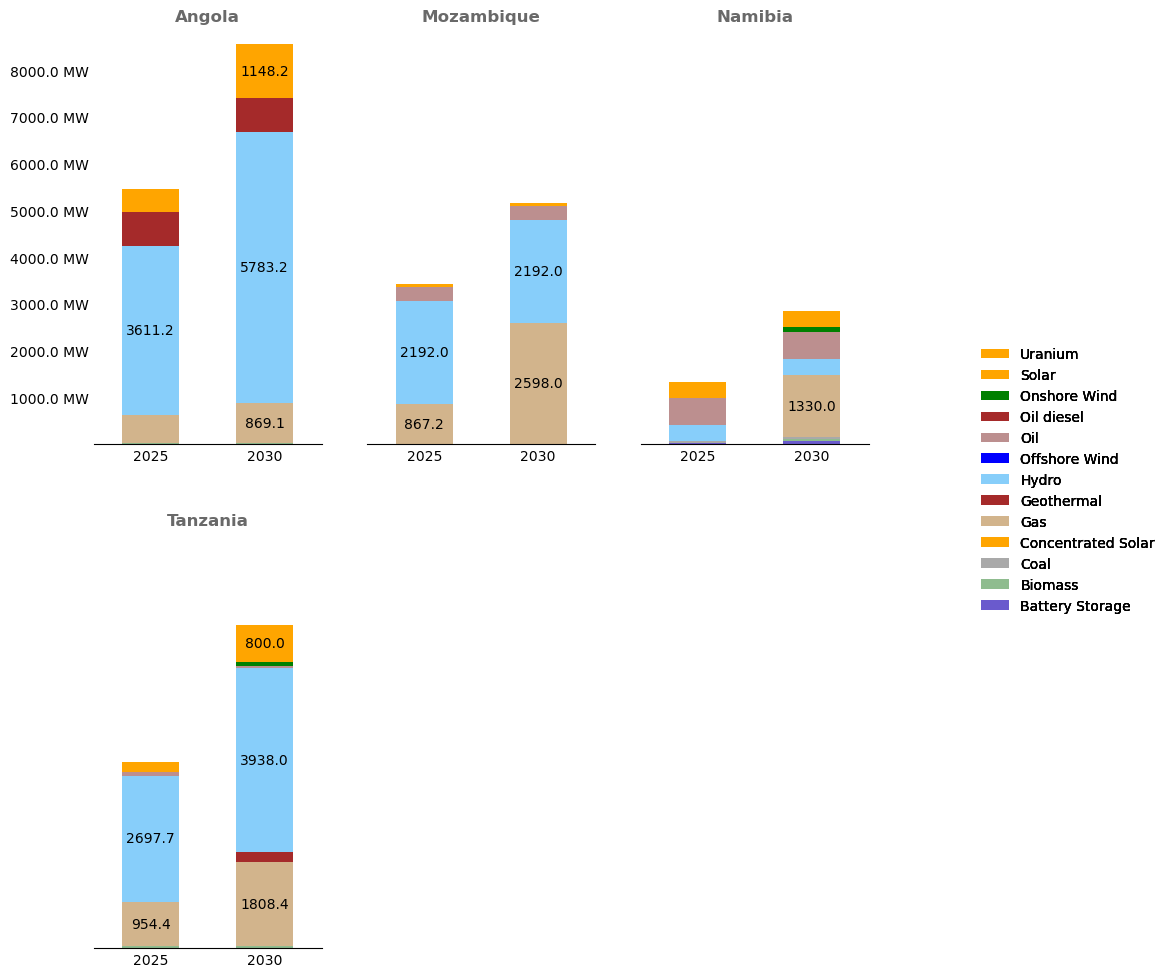 Angola
Mozambique
Namibia
8000.0 MW
7000.0 MW
6000.0 MW
5000.0 MW
4000.0 MW
3000.0 MW
2000.0 MW
1000.0 MW
3611.2
1148.2
5783.2
869.1
2025
2030
2192.0
867.2
2192.0
2598.0
2025
2030
1330.0
2025
2030
Uranium
Solar
Onshore Wind
Oil diesel
Oil
Offshore Wind
Hydro
Geothermal
Gas
Concentrated Solar
Coal
Biomass
Battery Storage
Tanzania
2697.7
954.4
800.0
3938.0
1808.4
2025
2030